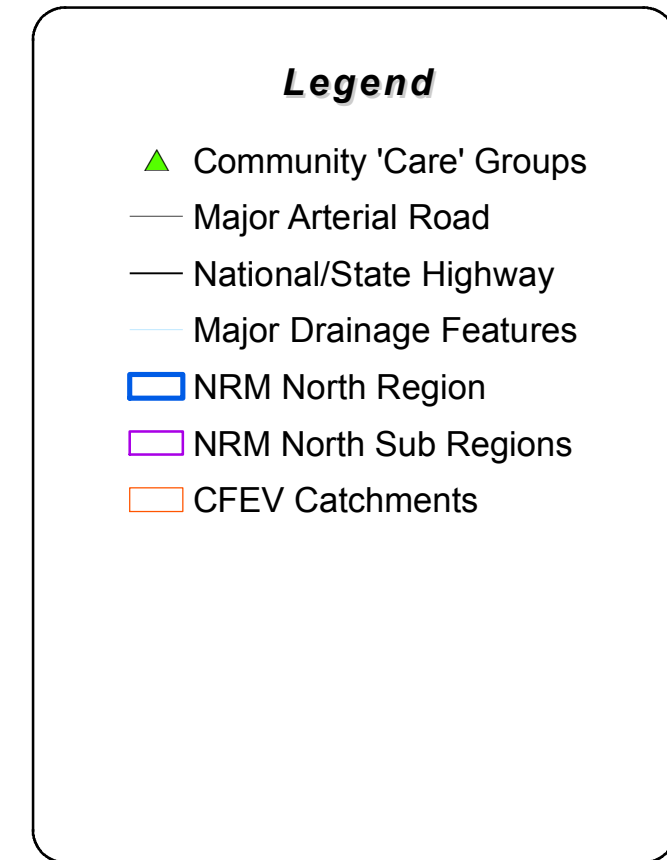 Legend
Community 'Care' Groups
Major Arterial Road
National/State Highway
Major Drainage Features
NRM North Region
NRM North Sub Regions
CFEV Catchments